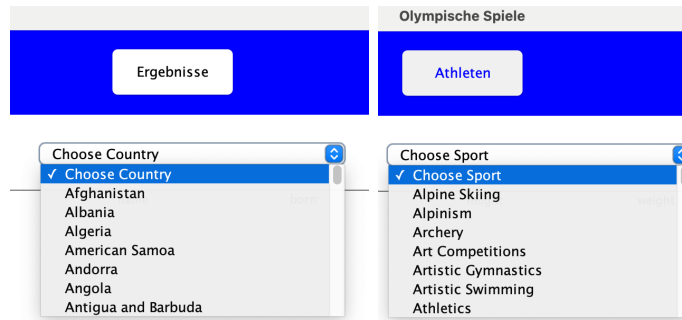 Ergebnisse
Choose Country
✓ Choose Country
Afghanistan
Albania
Algeria
American Samoa
Andorra
Angola
Antigua and Barbuda
Olympische Spiele
Athleten
Choose Sport
✓ Choose Sport
Alpine Skiing
Alpinism
Archery
Art Competitions
Artistic Gymnastics
Artistic Swimming
Athletics
weight